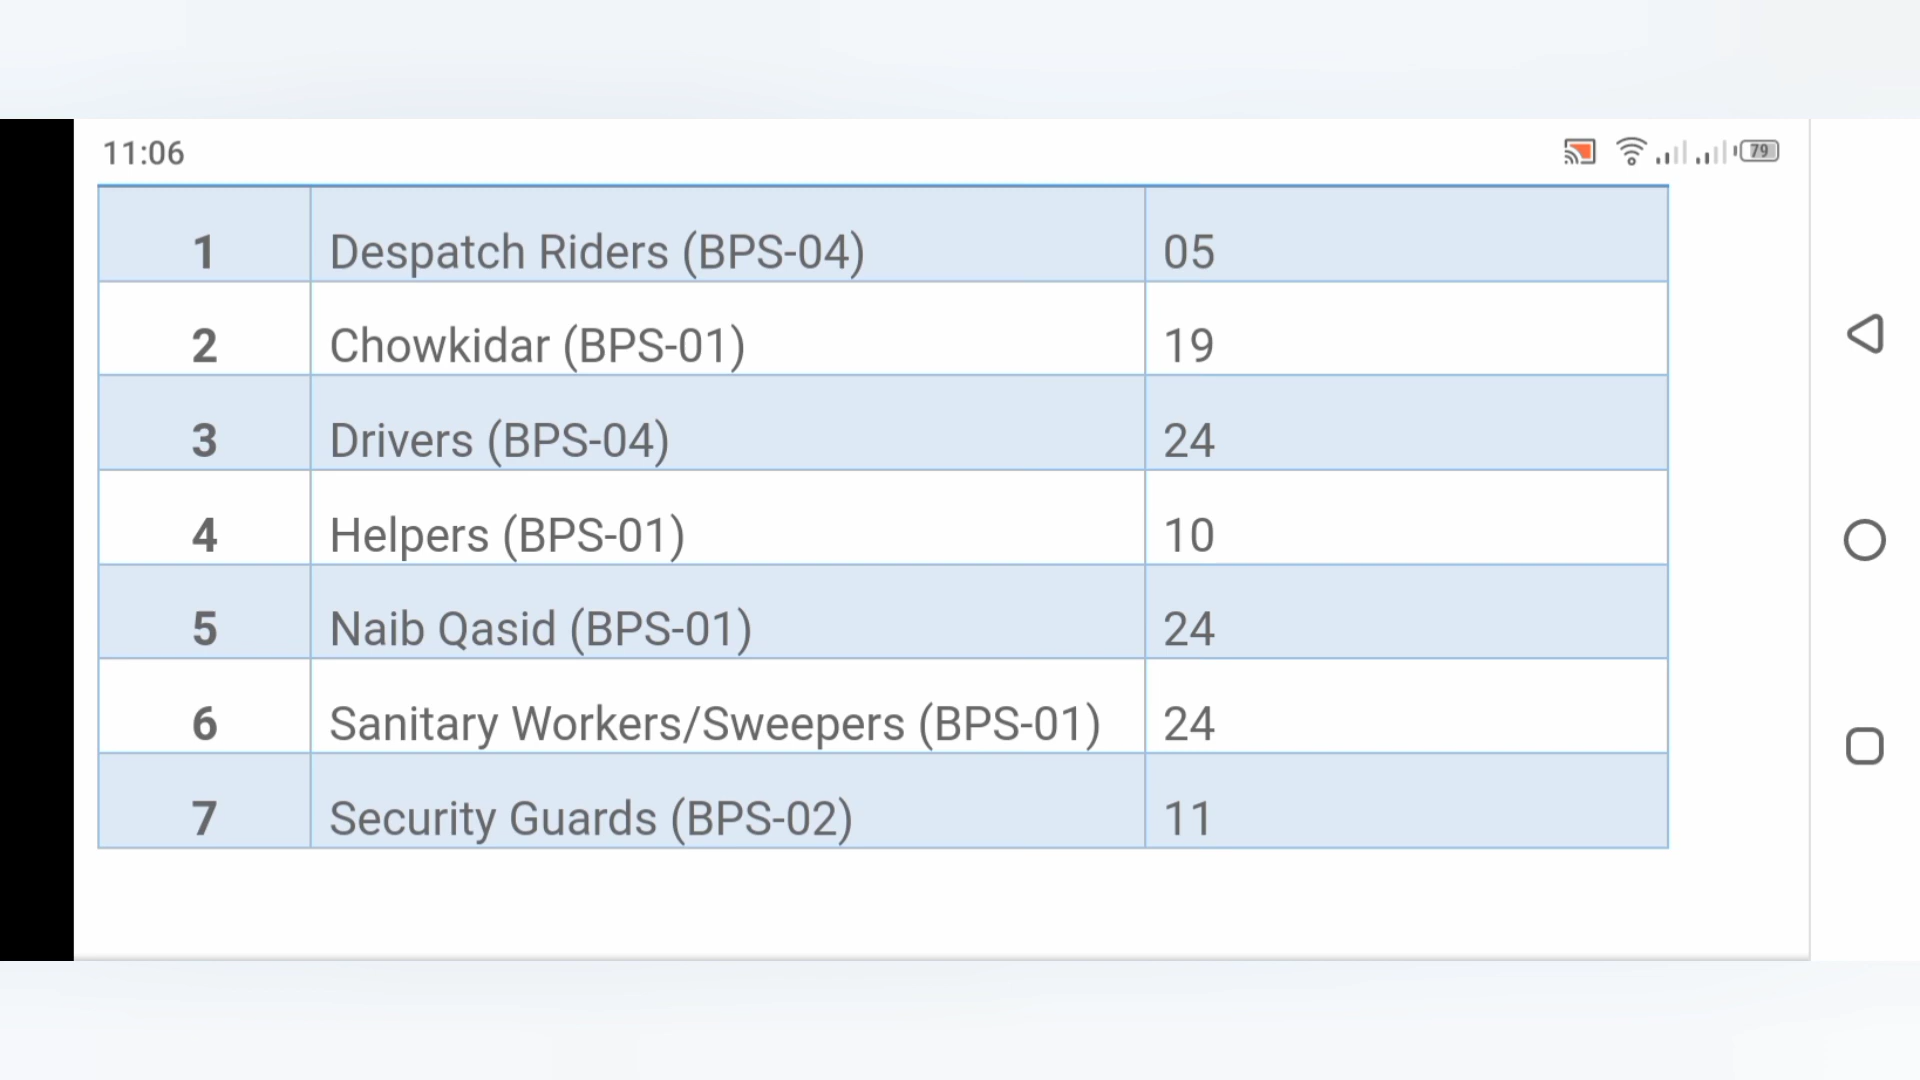 11:06
79
1 Despatch Riders (BPS-04) 05
2 Chowkidar (BPS-01) 19
3 Drivers (BPS-04) 24
4 Helpers (BPS-01) 10
5 Naib Qasid (BPS-01) 24
6 Sanitary Workers/Sweepers (BPS-01) 24
7 Security Guards (BPS-02) 11